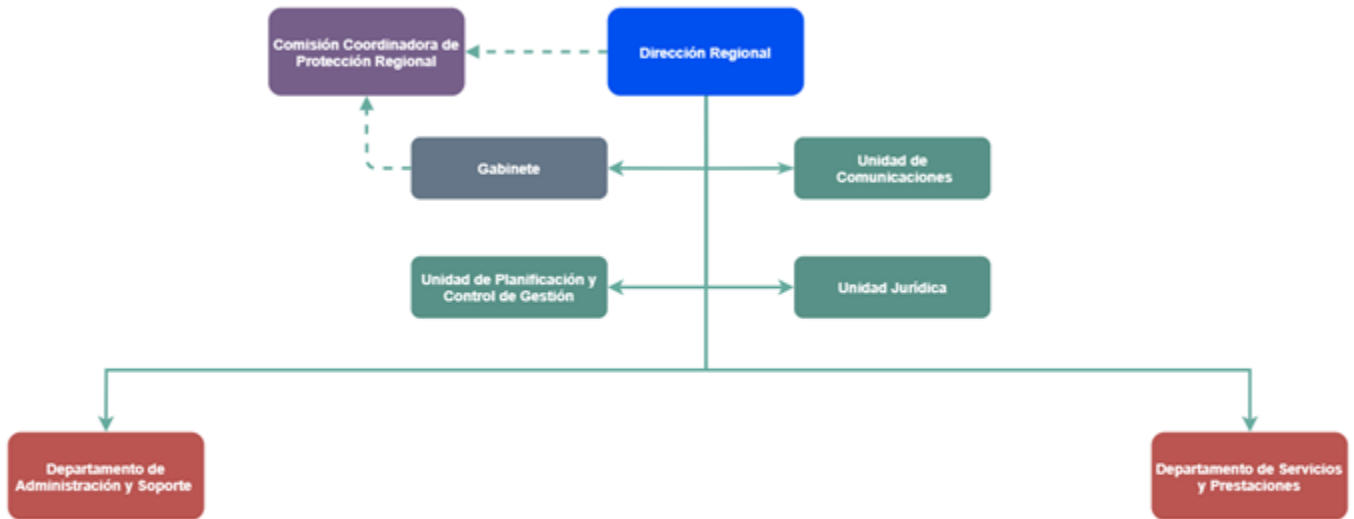 Comisión Coordinadora de
Protección Regional
Dirección Regional
Gabinete
Unidad de
Comunicaciones
Unidad de Planificación y
Control de Gestión
Unidad Jurídica
Departamento de
Administración y Soporte
Departamento de Servicios
y Prestaciones